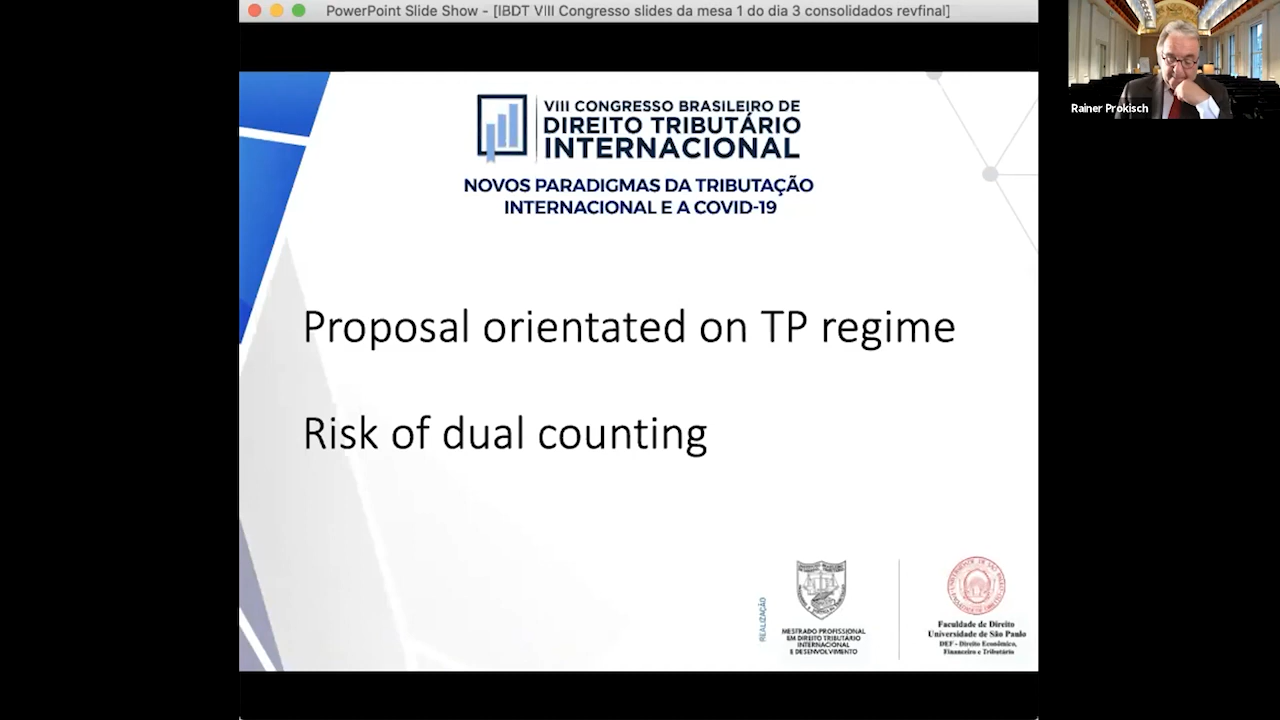 PowerPoint Slide Show - [IBDT VIII Congresso slides da mesa 1 do dia 3 consolidados revfinal]
Rainer Prokisch
VIII CONGRESSO BRASILEIRO DE
DIREITO TRIBUTÁRIO
INTERNACIONAL
NOVOS PARADIGMAS DA TRIBUTAÇÃO
INTERNACIONAL E A COVID-19
Proposal orientated on TP regime
Risk of dual counting
REALIZAÇÃO
MESTRADO PROFISSIONAL
EM DIREITO TRIBUTÁRIO
INTERNACIONAL
E DESENVOLVIMENTO
Faculdade de Direito
Universidade de São Paulo
DEF - Direito Econômico,
Financeiro e Tributário